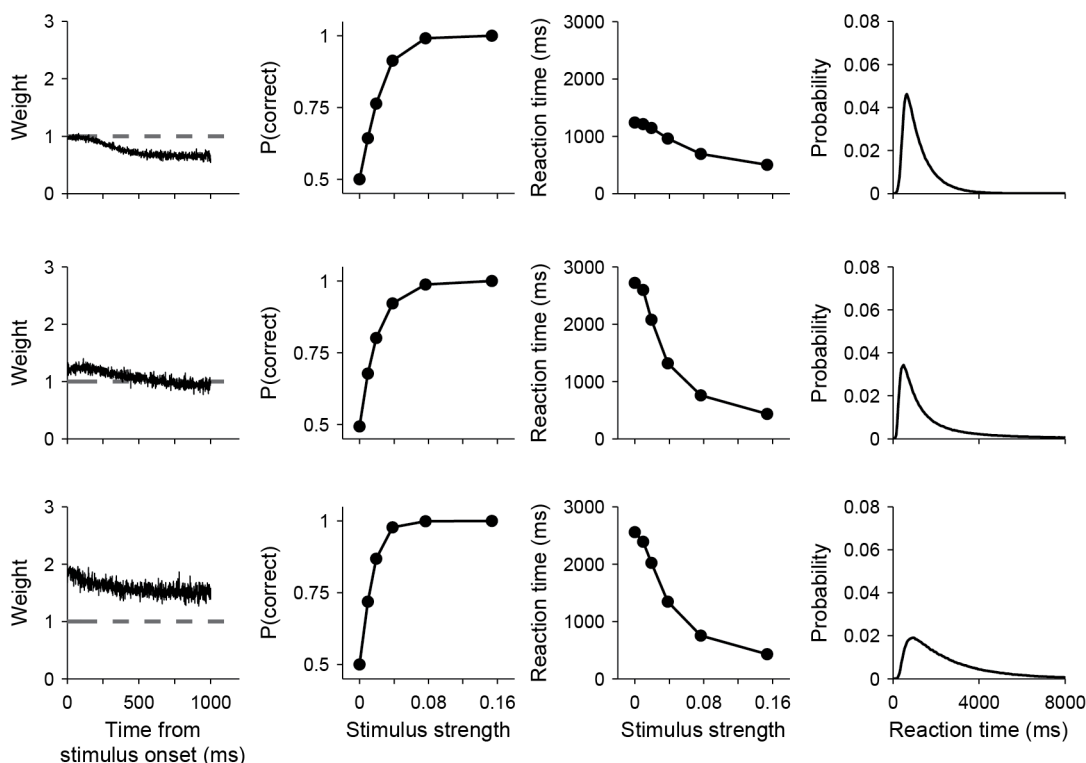 3
2
1
0
Weight
1
0.75
0.5
P(correct)
3000
2000
1000
0
Reaction time (ms)
0.08
0.06
0.04
0.02
0
Probability
3
2
1
0
Weight
1
0.75
0.5
P(correct)
3000
2000
1000
0
Reaction time (ms)
0.08
0.06
0.04
0.02
0
Probability
3
2
1
0
Weight
0 500 1000
Time from
stimulus onset (ms)
1
0.75
0.5
P(correct)
0 0.08 0.16
Stimulus strength
3000
2000
1000
0
Reaction time (ms)
0 0.08 0.16
Stimulus strength
0.08
0.06
0.04
0.02
0
Probability
0 4000 8000
Reaction time (ms)